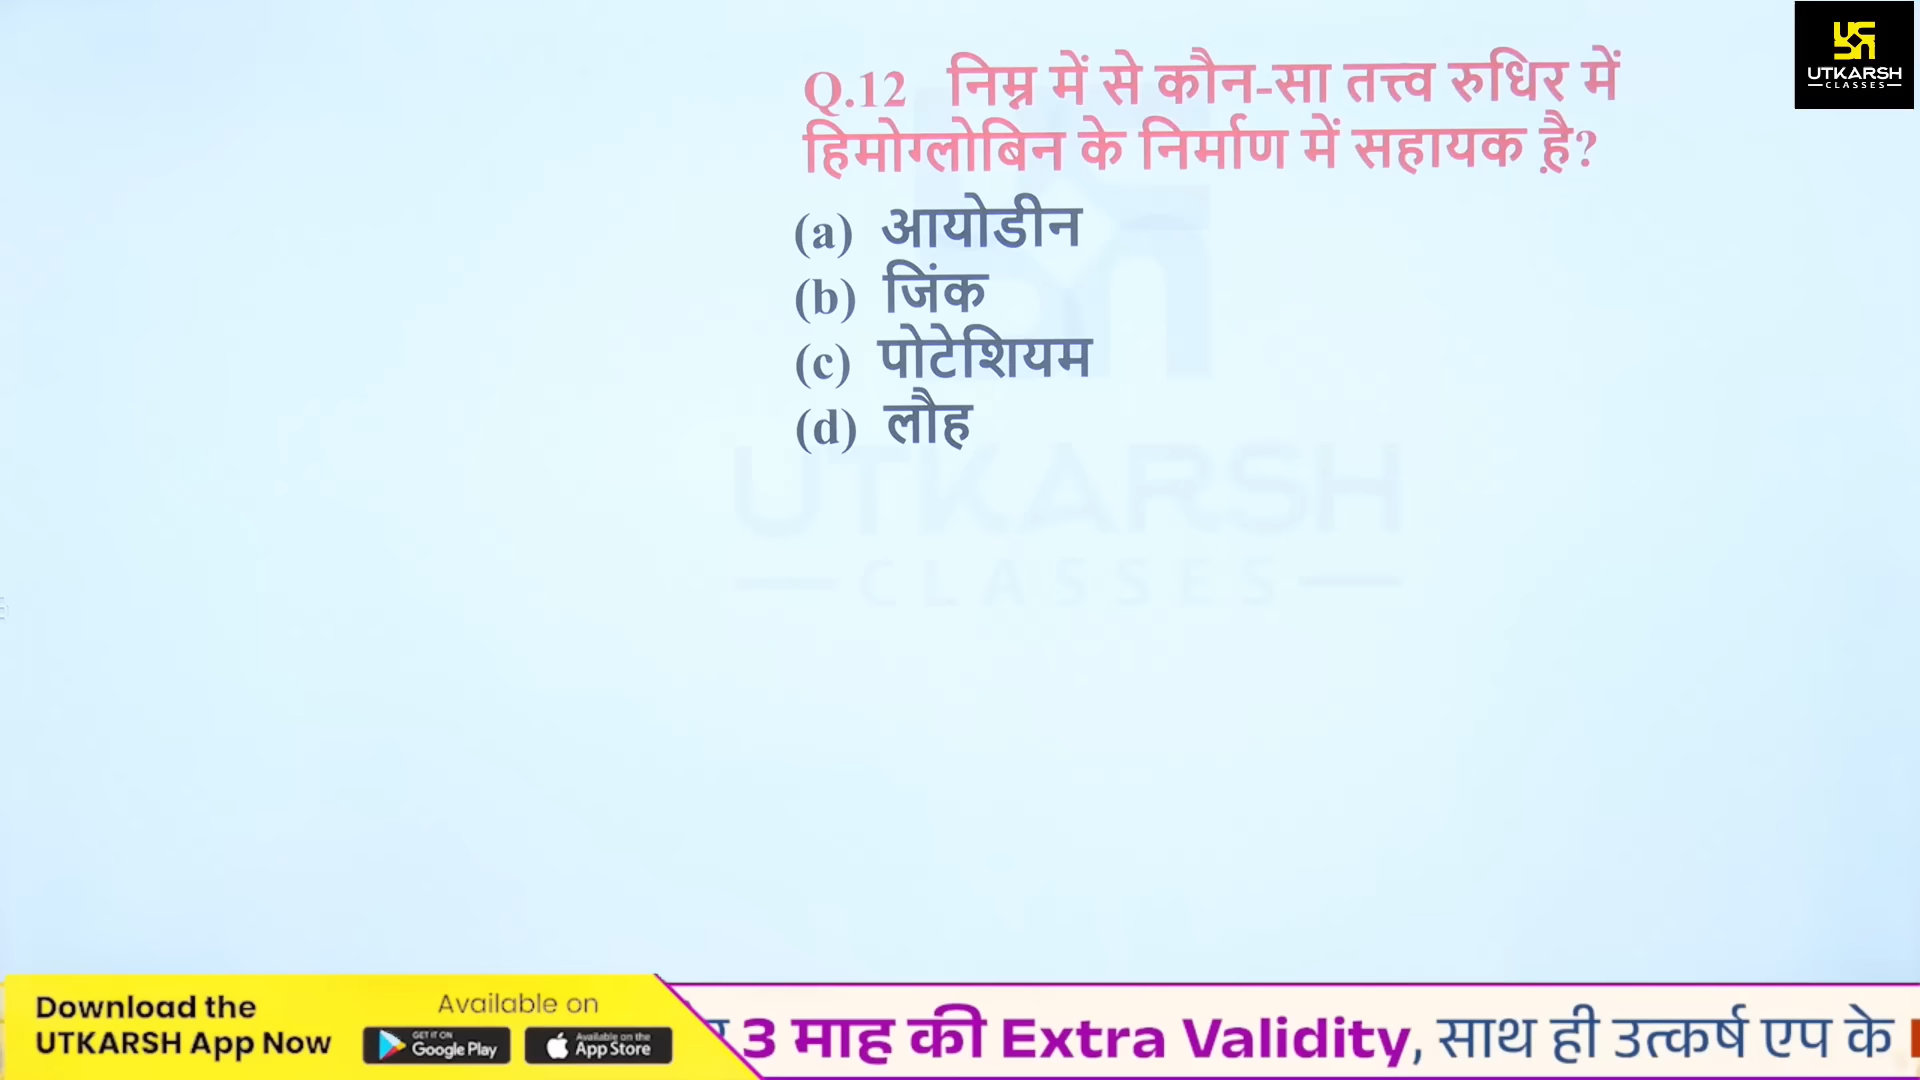 UTKARSH
CLASSES
Q.12 निम्न में से कौन-सा तत्त्व रुधिर में
हिमोग्लोबिन के निर्माण में सहायक है?
(a) आयोडीन
(b) जिंक
(c) पोटेशियम
(d) लौह
UTKARSH
CLASSES
Download the
UTKARSH App Now
Available on
GET IT ON
Google Play
Available on the
App Store
3 माह की Extra Validity, साथ ही उत्कर्ष एप के